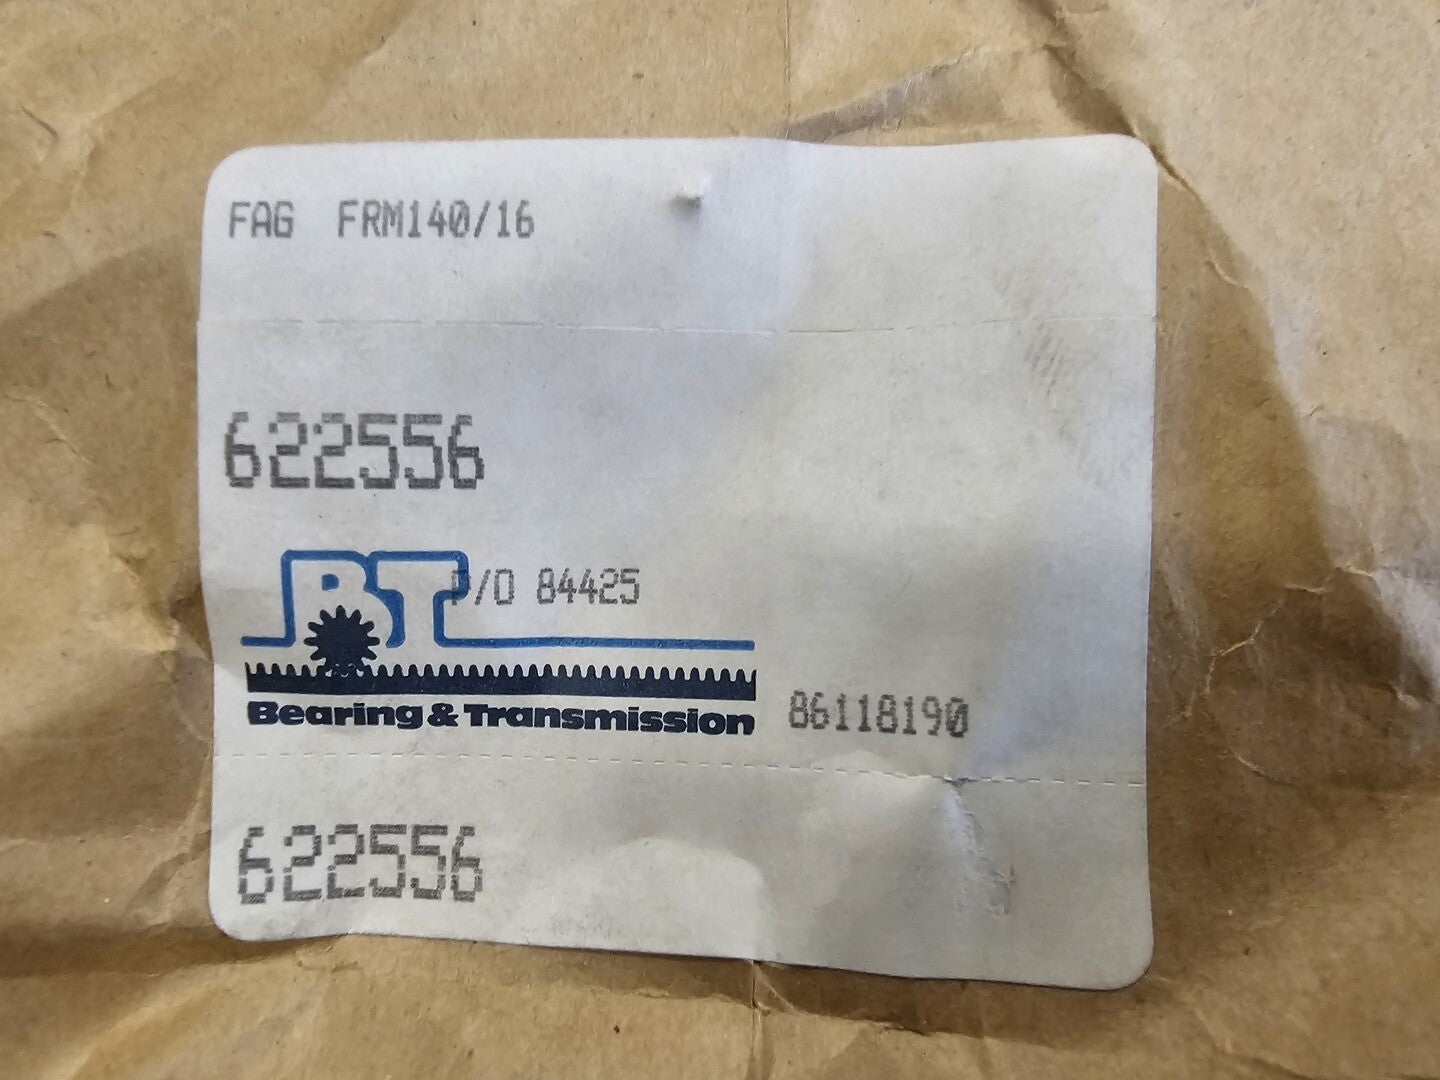 FAG FRM140/16
622556
BT P/O 84425
Bearing & Transmission 86118190
622556